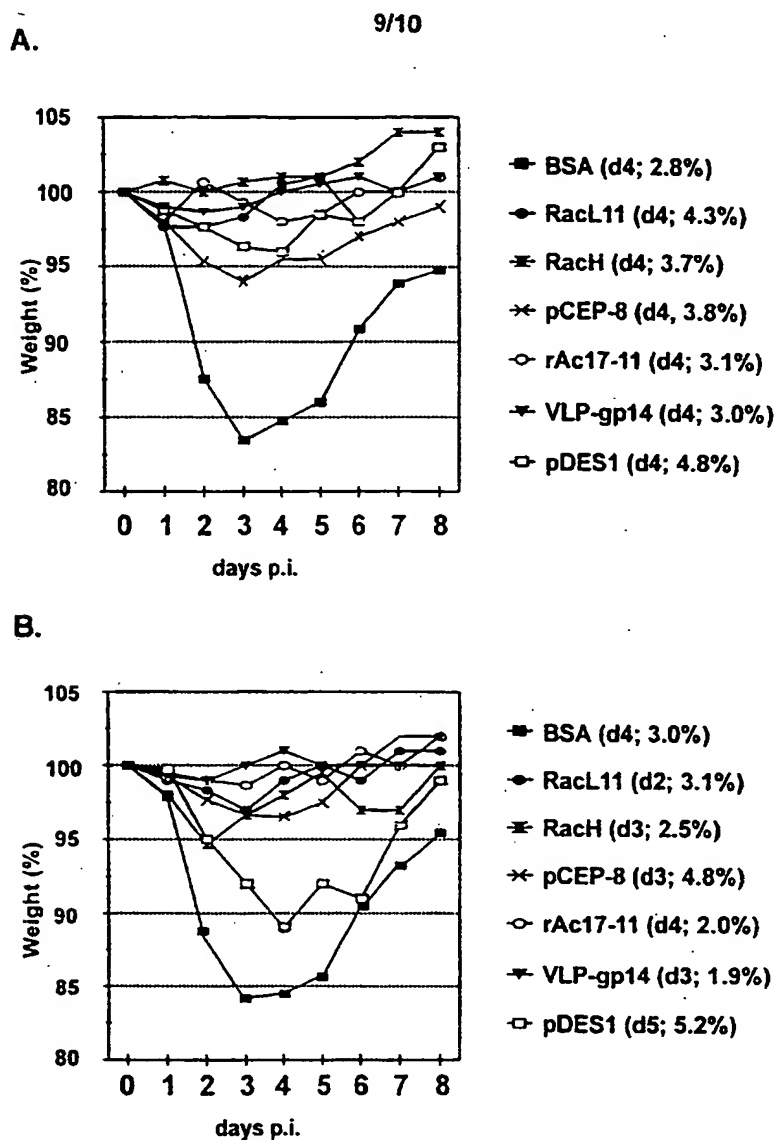 9/10
A.
105
100
95
90
85
80
Weight (%)
0 1 2 3 4 5 6 7 8
days p.i.
BSA (d4; 2.8%)
RacL11 (d4; 4.3%)
RacH (d4; 3.7%)
pCEP-8 (d4, 3.8%)
rAc17-11 (d4; 3.1%)
VLP-gp14 (d4; 3.0%)
pDES1 (d4; 4.8%)
B.
105
100
95
90
85
80
Weight (%)
0 1 2 3 4 5 6 7 8
days p.i.
BSA (d4; 3.0%)
RacL11 (d2; 3.1%)
RacH (d3; 2.5%)
pCEP-8 (d3; 4.8%)
rAc17-11 (d4; 2.0%)
VLP-gp14 (d3; 1.9%)
pDES1 (d5; 5.2%)